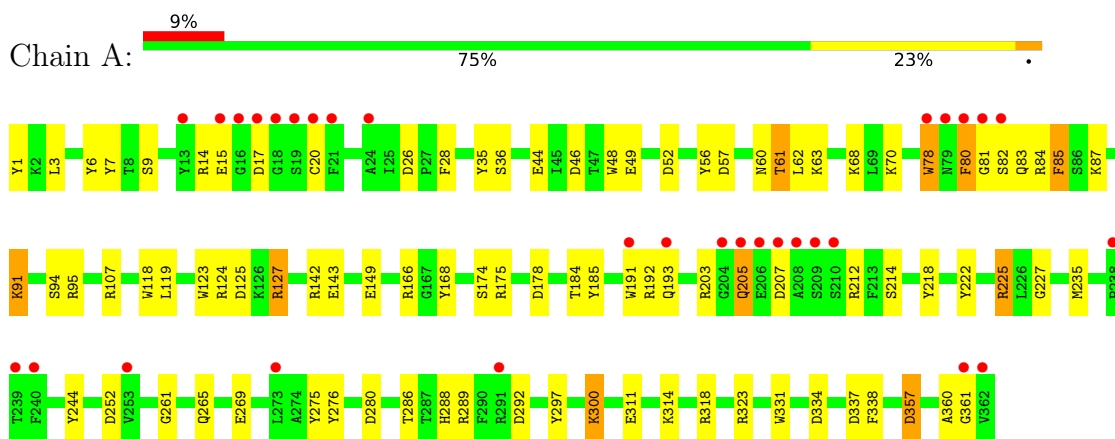 9%
Chain A:
75% 23% •
Y1 K2 L3 Y6 Y7 T8 S9 Y13 R14 E15 G16 D17 G18 S19 C20 F21 A24 I25 D26 P27 F28 Y35 S36 E44 I45 D46 T47 W48 E49 D52 Y56 D57 N60 T61 L62 K63 K68 L69 K70 W78 N79 F80 G81 S82 Q83 R84 F85 S86 K87
K91 S94 R95 R107 W118 L119 W123 R124 D125 K126 R127 R142 E143 E149 R166 G167 Y168 S174 R175 D178 T184 Y185 W191 R192 Q193 R203 G204 Q205 E206 D207 A208 S209 S210 R212 F213 S214 Y218 Y222 R225 L226 G227 M235
T239 F240 Y244 D252 V253 G261 Q265 E269 L273 A274 Y275 Y276 D280 T286 T287 H288 R289 F290 R291 D292 Y297 K300 E311 K314 R318 R323 W331 D334 D337 F338 D357 A360 G361 V362